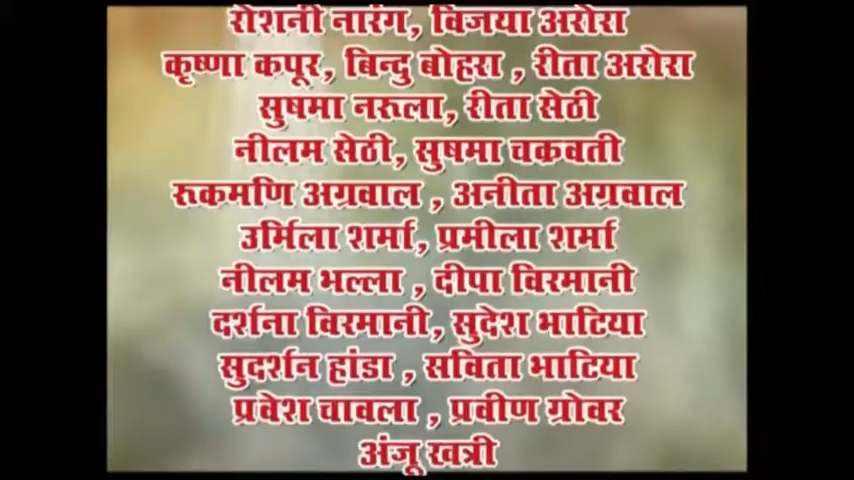 रोशनी नारंग, विजया अरोरा
कृष्णा कपूर, बिन्दु बोहरा , रीता अरोरा
सुषमा नरूला, रीता सेठी
नीलम सेठी, सुषमा चक्रवती
रूकमणि अग्रवाल , अनीता अग्रवाल
उर्मिला शर्मा, प्रमीला शर्मा
नीलम भल्ला , दीपा विरमानी
दर्शना विरमानी, सुदेश भाटिया
सुदर्शन हांडा , सविता भाटिया
प्रवेश चावला , प्रवीण ग्रोवर
अंजू खत्री